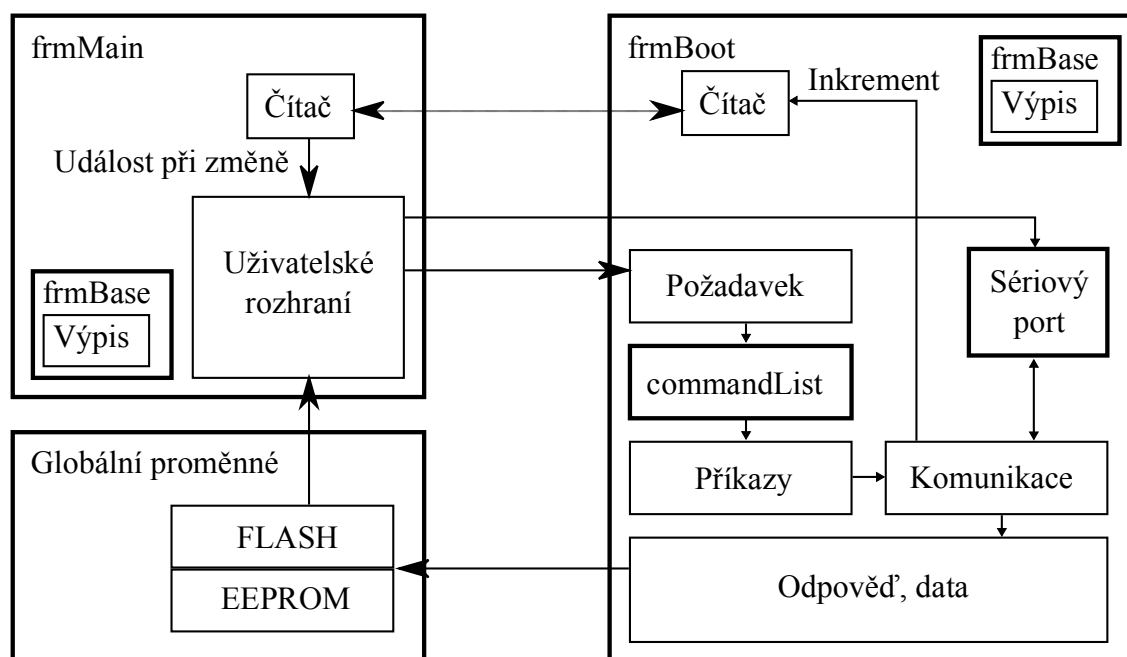 frmMain
Čítač
Událost při změně
Uživatelské
rozhraní
frmBase
Výpis
Globální proměnné
FLASH
EEPROM
frmBoot
Čítač
Inkrement
frmBase
Výpis
Požadavek
Sériový
port
commandList
Příkazy
Komunikace
Odpověď, data